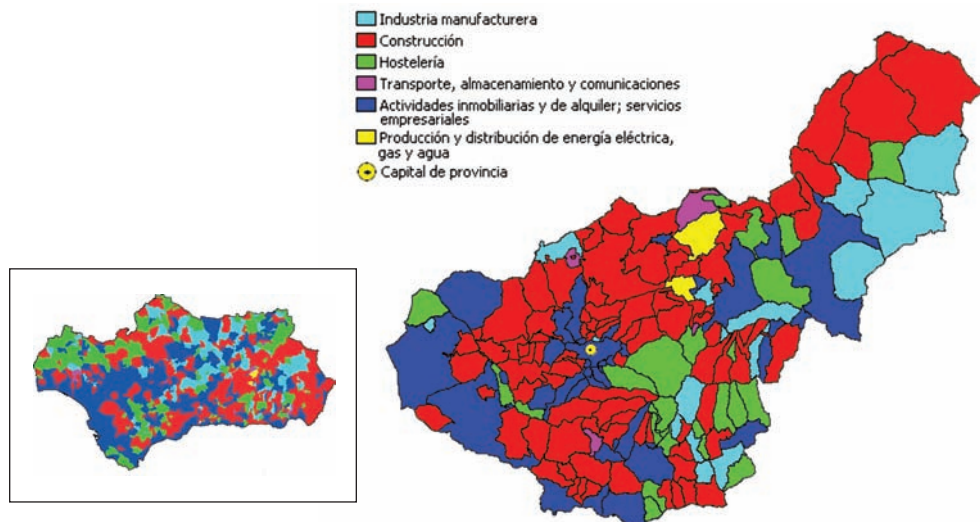 Industria manufacturera
Construcción
Hostelería
Transporte, almacenamiento y comunicaciones
Actividades inmobiliarias y de alquiler; servicios
empresariales
Producción y distribución de energía eléctrica,
gas y agua
Capital de provincia